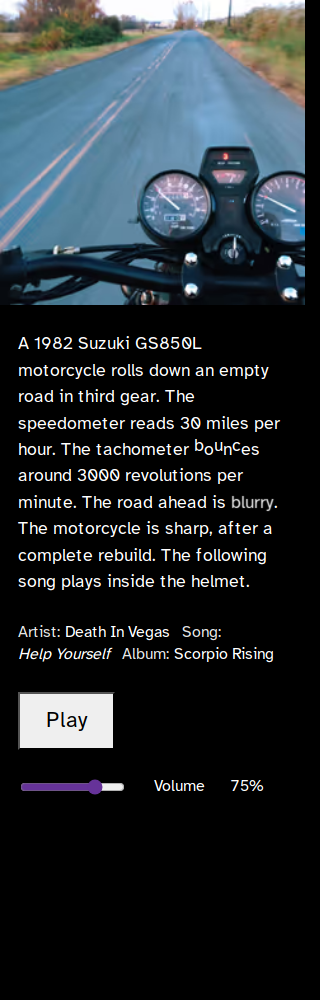 A 1982 Suzuki GS850L
motorcycle rolls down an empty
road in third gear. The
speedometer reads 30 miles per
hour. The tachometer bounces
around 3000 revolutions per
minute. The road ahead is blurry.
The motorcycle is sharp, after a
complete rebuild. The following
song plays inside the helmet.
Artist: Death In Vegas Song:
Help Yourself Album: Scorpio Rising
Play
Volume 75%